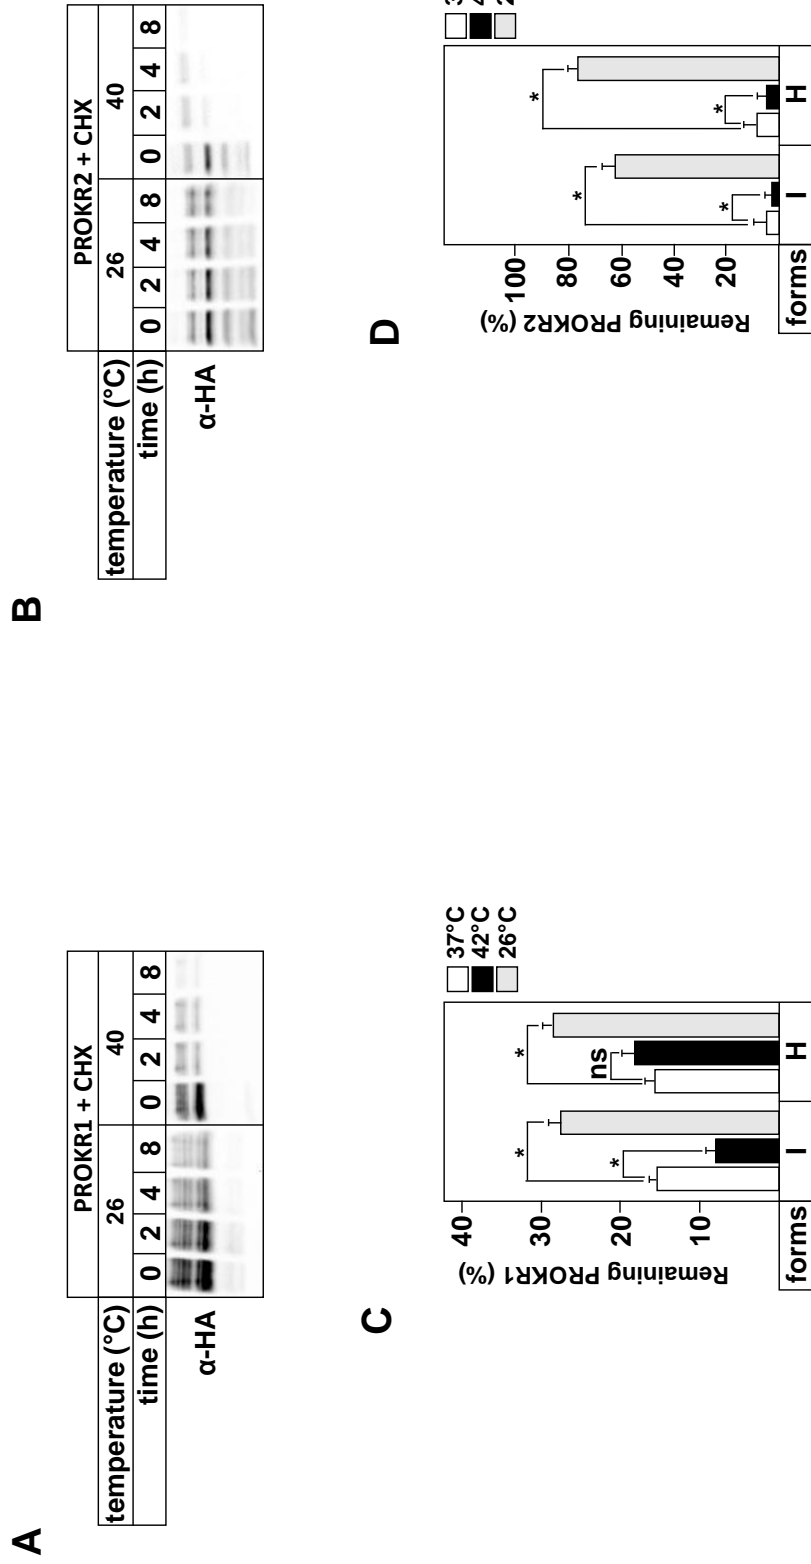 A
PROKR1 + CHX
temperature (°C) 26 40
time (h) 0 2 4 8 0 2 4 8
α-HA
B
PROKR2 + CHX
temperature (°C) 26 40
time (h) 0 2 4 8 0 2 4 8
α-HA
C
Remaining PROKR1 (%)
40
30
20
10
* * * ns
37°C
42°C
26°C
forms I H
D
Remaining PROKR2 (%)
100
80
60
40
20
* * * *
forms I H